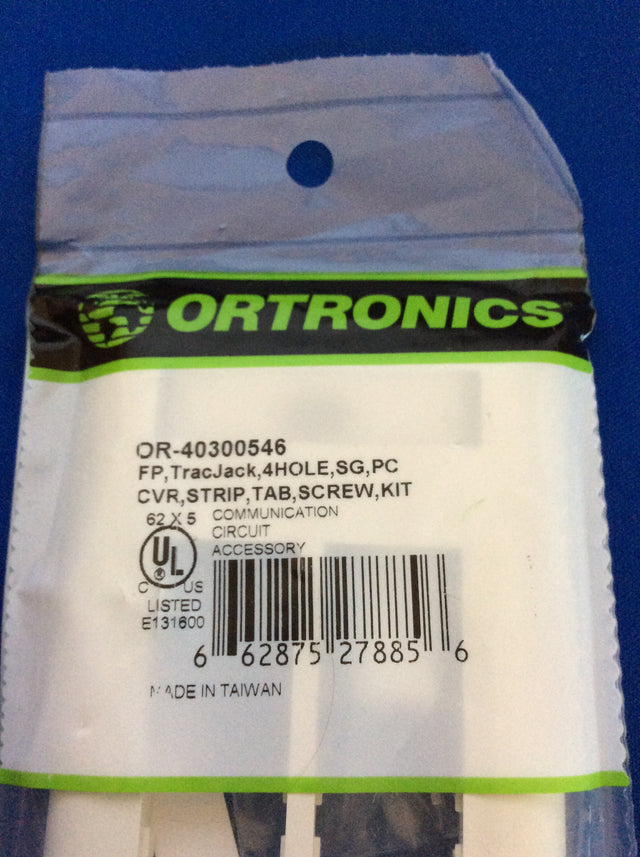 ORTRONICS
OR-40300546
FP,TracJack,4HOLE,SG,PC
CVR,STRIP,TAB,SCREW,KIT
62 X 5 COMMUNICATION
CIRCUIT
ACCESSORY
UL
®
C US
LISTED
E131600
6 62875 27885 6
MADE IN TAIWAN